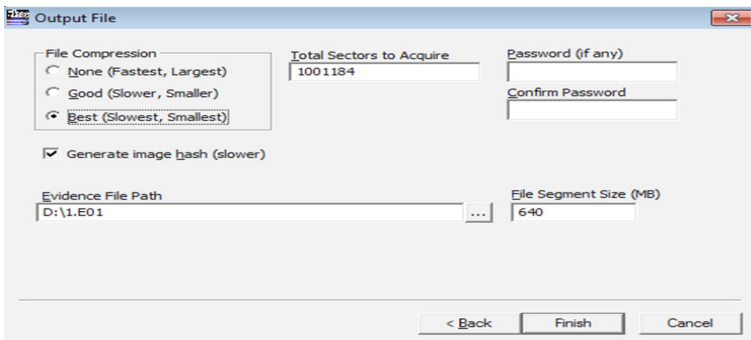 Output File
File Compression
None (Fastest, Largest)
Good (Slower, Smaller)
Best (Slowest, Smallest)
Total Sectors to Acquire
1001184
Password (if any)
Confirm Password
Generate image hash (slower)
Evidence File Path
D:\1.E01
...
File Segment Size (MB)
640
< Back
Finish
Cancel